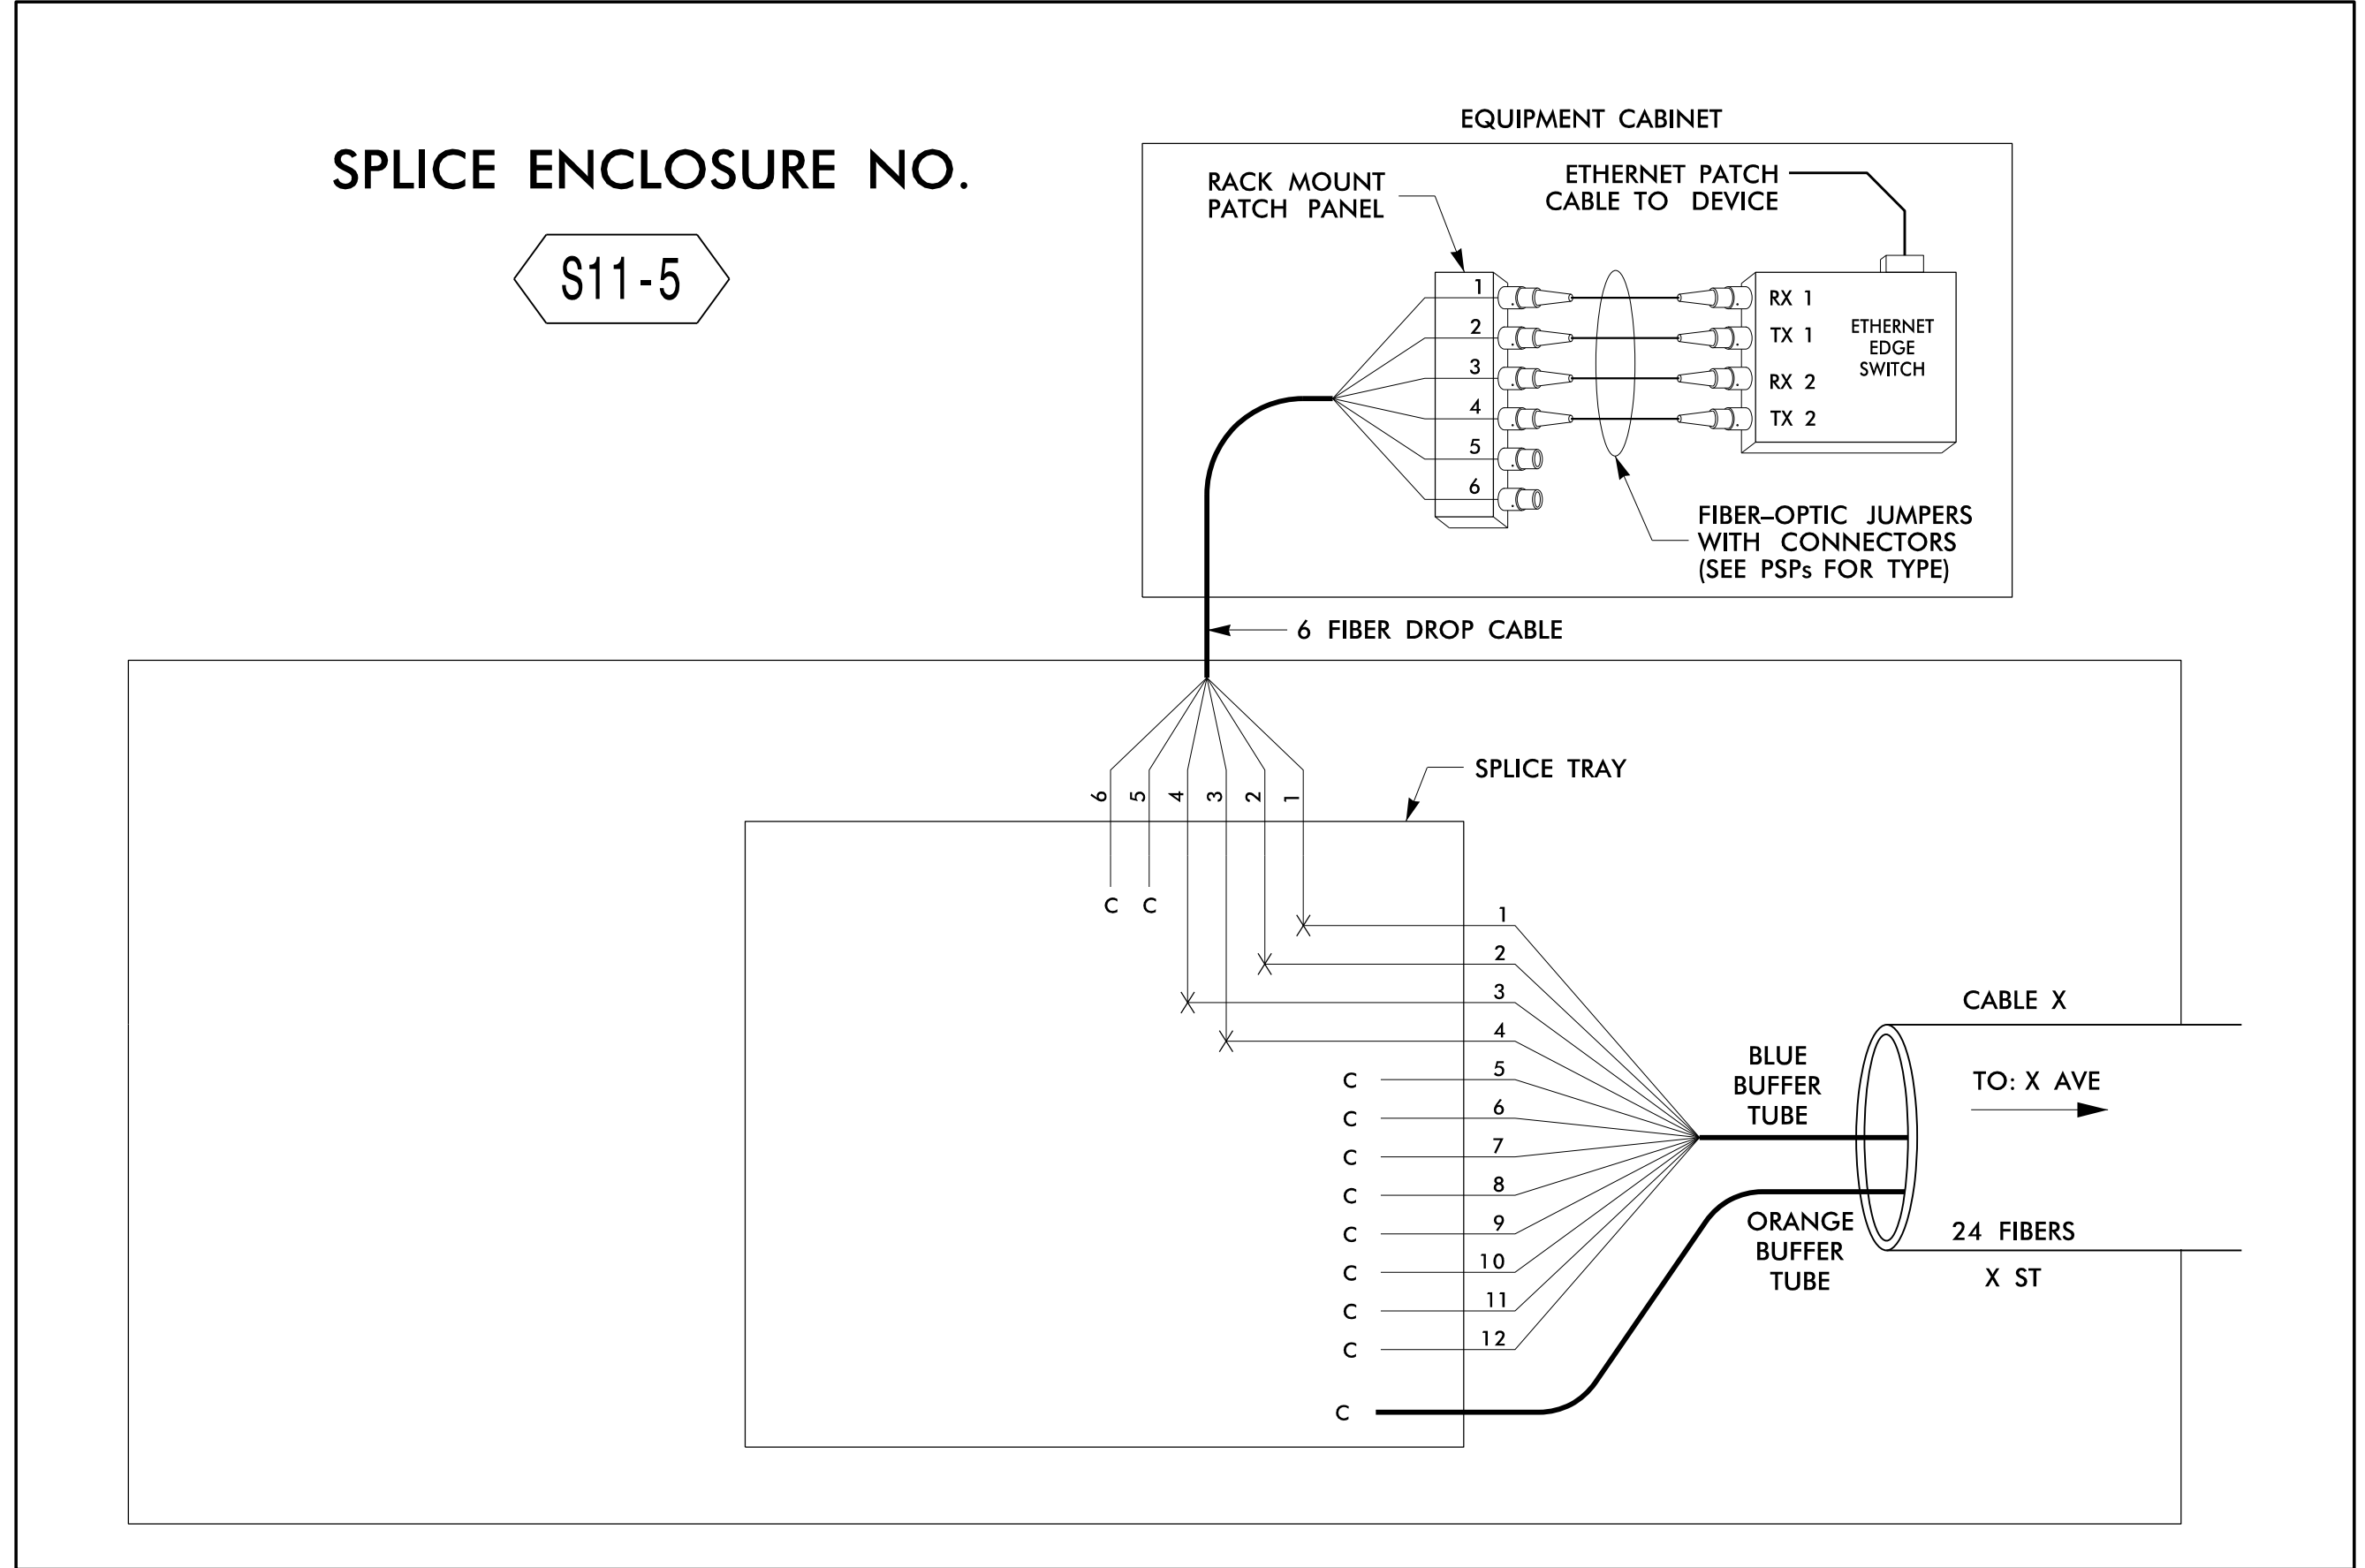 SPLICE ENCLOSURE NO.
S11-5
EQUIPMENT CABINET
RACK MOUNT
PATCH PANEL
ETHERNET PATCH
CABLE TO DEVICE
1
2
3
4
5
6
RX 1
TX 1
RX 2
TX 2
ETHERNET
EDGE
SWITCH
FIBER–OPTIC JUMPERS
WITH CONNECTORS
(SEE PSPs FOR TYPE)
6 FIBER DROP CABLE
SPLICE TRAY
6
5
4
3
2
1
C C
1
2
3
4
C 5
C 6
C 7
C 8
C 9
C 10
C 11
C 12
C
BLUE
BUFFER
TUBE
ORANGE
BUFFER
TUBE
CABLE X
TO: X AVE
24 FIBERS
X ST